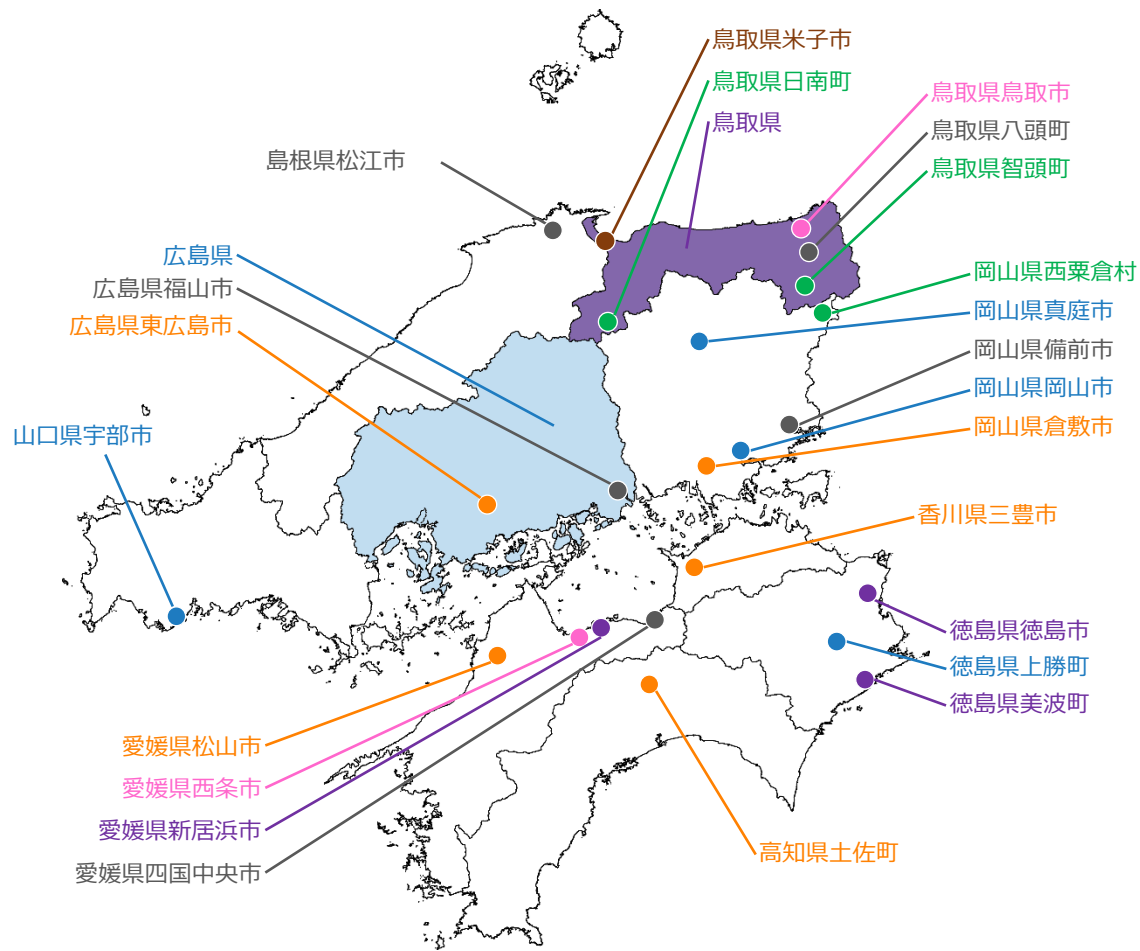 鳥取県米子市
鳥取県日南町
鳥取県
鳥取県鳥取市
鳥取県八頭町
鳥取県智頭町
島根県松江市
広島県
広島県福山市
広島県東広島市
岡山県西粟倉村
岡山県真庭市
岡山県備前市
岡山県岡山市
岡山県倉敷市
山口県宇部市
香川県三豊市
徳島県徳島市
徳島県上勝町
徳島県美波町
愛媛県松山市
愛媛県西条市
愛媛県新居浜市
愛媛県四国中央市
高知県土佐町